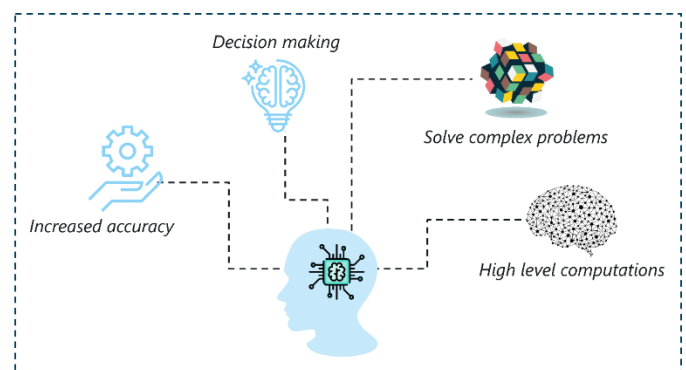 Decision making
Solve complex problems
Increased accuracy
High level computations